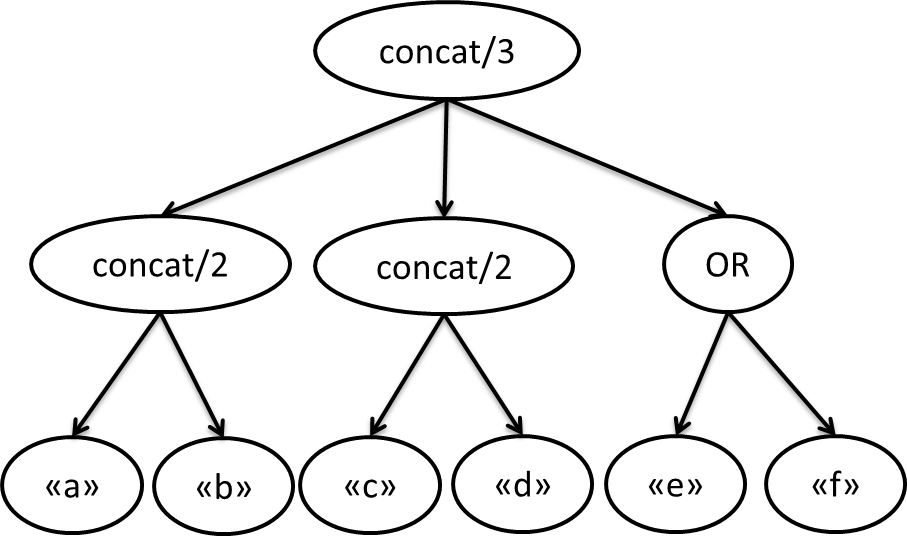 concat/3
concat/2
concat/2
OR
«a»
«b»
«c»
«d»
«e»
«f»